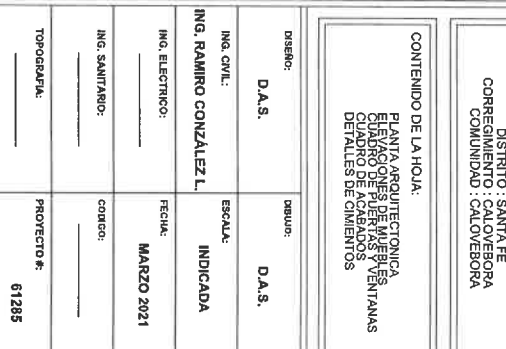 DISTRITO : SANTA FE
CORREGIMIENTO : CALOVEBORA
COMUNIDAD : CALOVEBORA
CONTENIDO DE LA HOJA:
PLANTA ARQUITECTONICA
ELEVACIONES DE MUEBLES
CUADRO DE PUERTAS Y VENTANAS
CUADRO DE ACABADOS
DETALLES DE CIMIENTOS
DISEÑO:
D.A.S.
DIBUJO:
D.A.S.
ING. CIVIL:
ING. RAMIRO CONZÁLEZ L.
ESCALA:
INDICADA
ING. ELECTRICO:
FECHA:
MARZO 2021
ING. SANITARIO:
CODIGO:
TOPOGRAFIA:
PROYECTO #:
61285